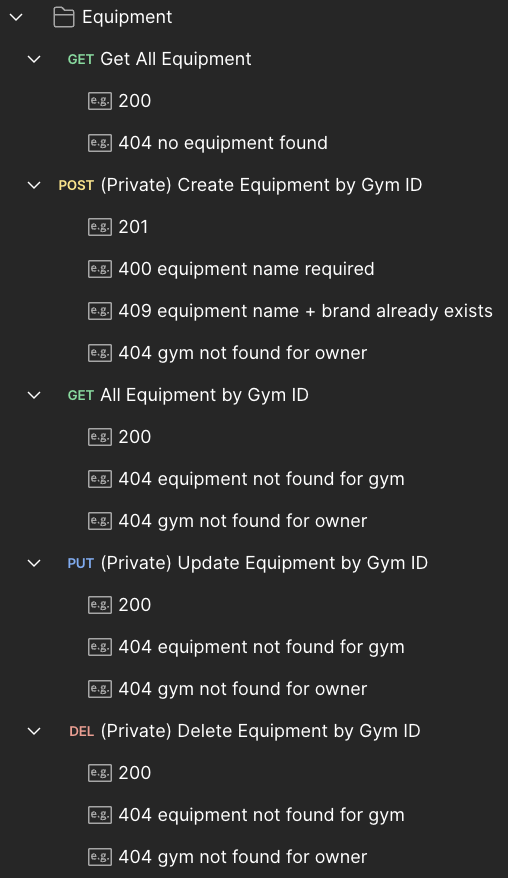 Equipment
GET Get All Equipment
e.g. 200
e.g. 404 no equipment found
POST (Private) Create Equipment by Gym ID
e.g. 201
e.g. 400 equipment name required
e.g. 409 equipment name + brand already exists
e.g. 404 gym not found for owner
GET All Equipment by Gym ID
e.g. 200
e.g. 404 equipment not found for gym
e.g. 404 gym not found for owner
PUT (Private) Update Equipment by Gym ID
e.g. 200
e.g. 404 equipment not found for gym
e.g. 404 gym not found for owner
DEL (Private) Delete Equipment by Gym ID
e.g. 200
e.g. 404 equipment not found for gym
e.g. 404 gym not found for owner